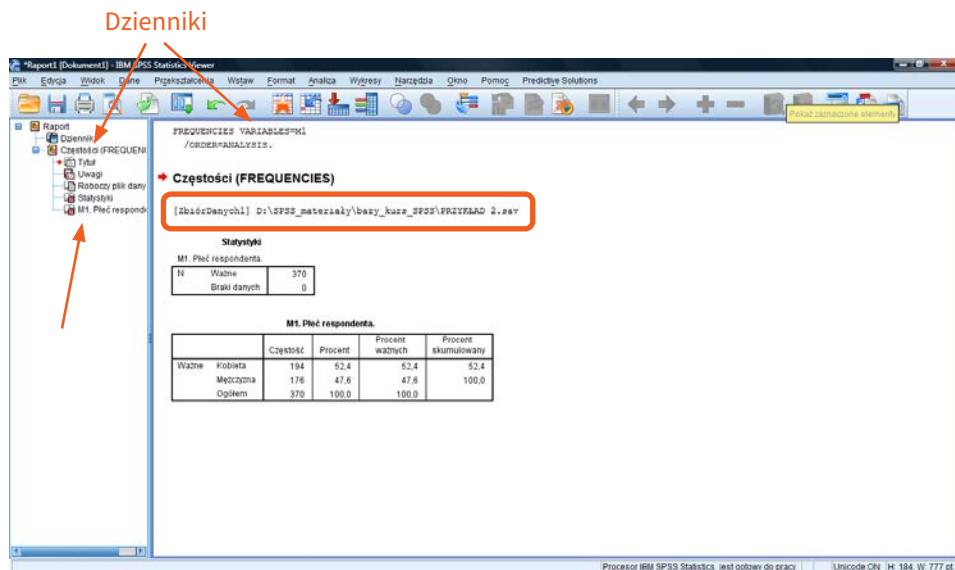 Dzienniki
*Raport1 [Dokument1] - IBM SPSS Statistics Viewer
Plik Edycja Widok Dane Przekształcenia Wstaw Format Analiza Wykresy Narzędzia Okno Pomoc Predictive Solutions
Pokaż zaznaczone elementy
Raport
Dziennik
Częstości (FREQUEN
Tytuł
Uwagi
Roboczy plik dany
Statystyki
M1. Płeć responde
FREQUENCIES VARIABLES=M1
/ORDER=ANALYSIS.
Częstości (FREQUENCIES)
[ZbiórDanych1] D:\SPSS_materiały\bazy_kurs_SPSS\PRZYKŁAD 2.sav
Statystyki
M1. Płeć respondenta.
N Ważne 370
Braki danych 0
M1. Płeć respondenta.
Częstość Procent Procent ważnych Procent skumulowany
Ważne Kobieta 194 52,4 52,4 52,4
Mężczyzna 176 47,6 47,6 100,0
Ogółem 370 100,0 100,0
Procesor IBM SPSS Statistics jest gotowy do pracy Unicode:ON H: 184, W: 777 pt.